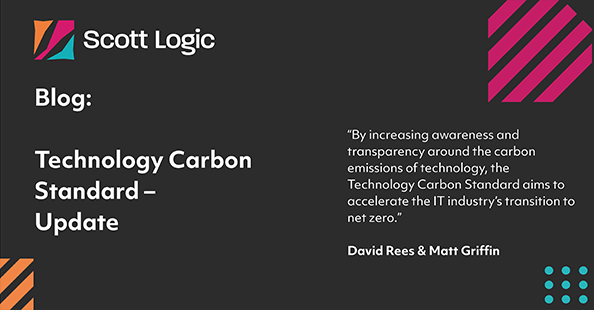 Scott Logic
Blog:
Technology Carbon
Standard –
Update
“By increasing awareness and
transparency around the carbon
emissions of technology, the
Technology Carbon Standard aims to
accelerate the IT industry’s transition to
net zero.”
David Rees & Matt Griffin